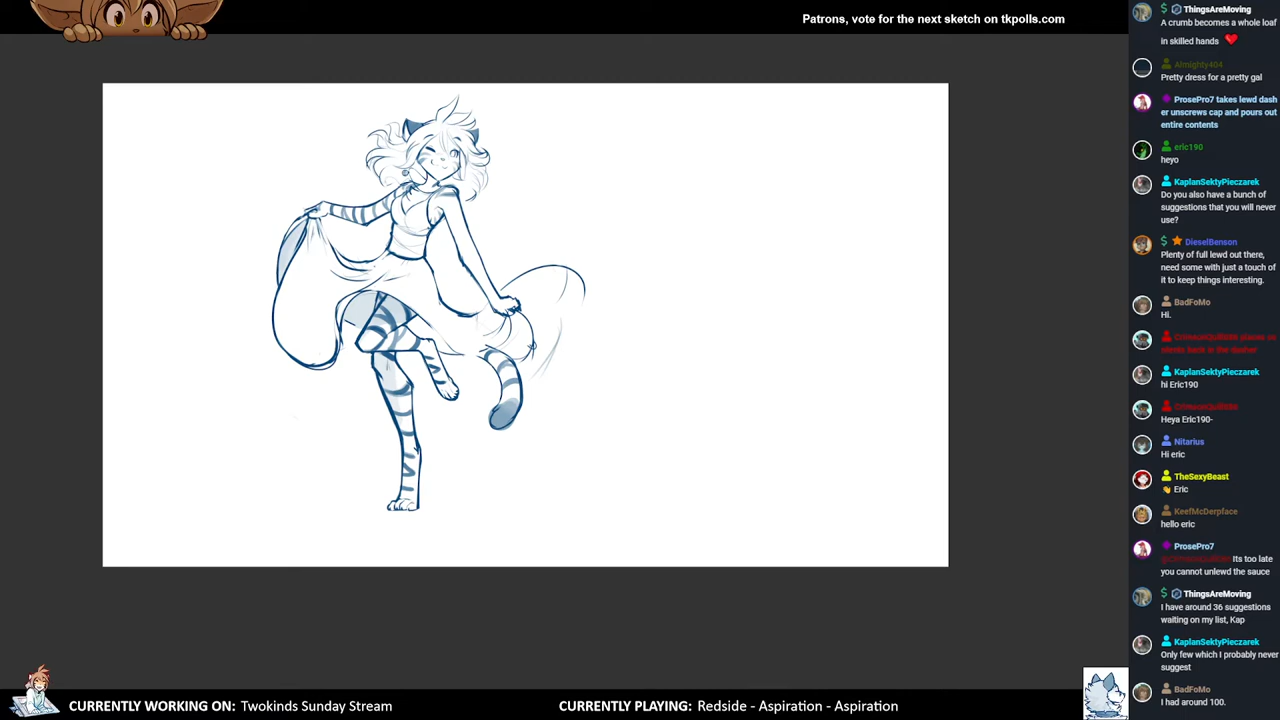 Patrons, vote for the next sketch on tkpolls.com
ThingsAreMoving
A crumb becomes a whole loaf
in skilled hands
Almighty404
Pretty dress for a pretty gal
ProsePro7 takes lewd dash
er unscrews cap and pours out
entire contents
eric190
heyo
KaplanSektyPieczarek
Do you also have a bunch of
suggestions that you will never
use?
DieselBenson
Plenty of full lewd out there,
need some with just a touch of
it to keep things interesting.
BadFoMo
Hi.
KaplanSektyPieczarek
hi Eric190
Heya Eric190-
Nitarius
Hi eric
TheSexyBeast
Eric
KeefMcDerpface
hello eric
ProsePro7
Its too late
you cannot unlewd the sauce
ThingsAreMoving
I have around 36 suggestions
waiting on my list, Kap
KaplanSektyPieczarek
Only few which I probably never
suggest
BadFoMo
I had around 100.
CURRENTLY WORKING ON: Twokinds Sunday Stream
CURRENTLY PLAYING: Redside - Aspiration - Aspiration